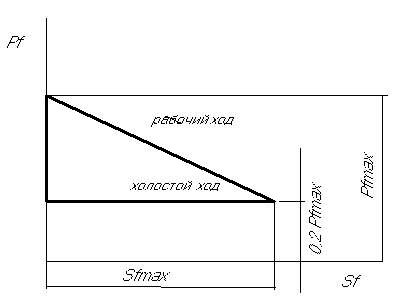 Pf
рабочий ход
холостой ход
Pfmax
0.2 Pfmax
Sfmax
Sf